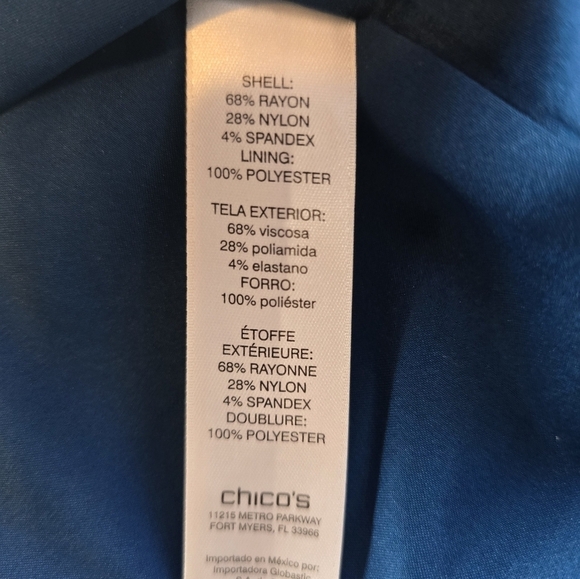 SHELL:
68% RAYON
28% NYLON
4% SPANDEX
LINING:
100% POLYESTER
TELA EXTERIOR:
68% viscosa
28% poliamida
4% elastano
FORRO:
100% poliéster
ÉTOFFE
EXTÉRIEURE:
68% RAYONNE
28% NYLON
4% SPANDEX
DOUBLURE:
100% POLYESTER
chico's
11215 METRO PARKWAY
FORT MYERS, FL 33966
Importado en México por:
Importadora Globastic